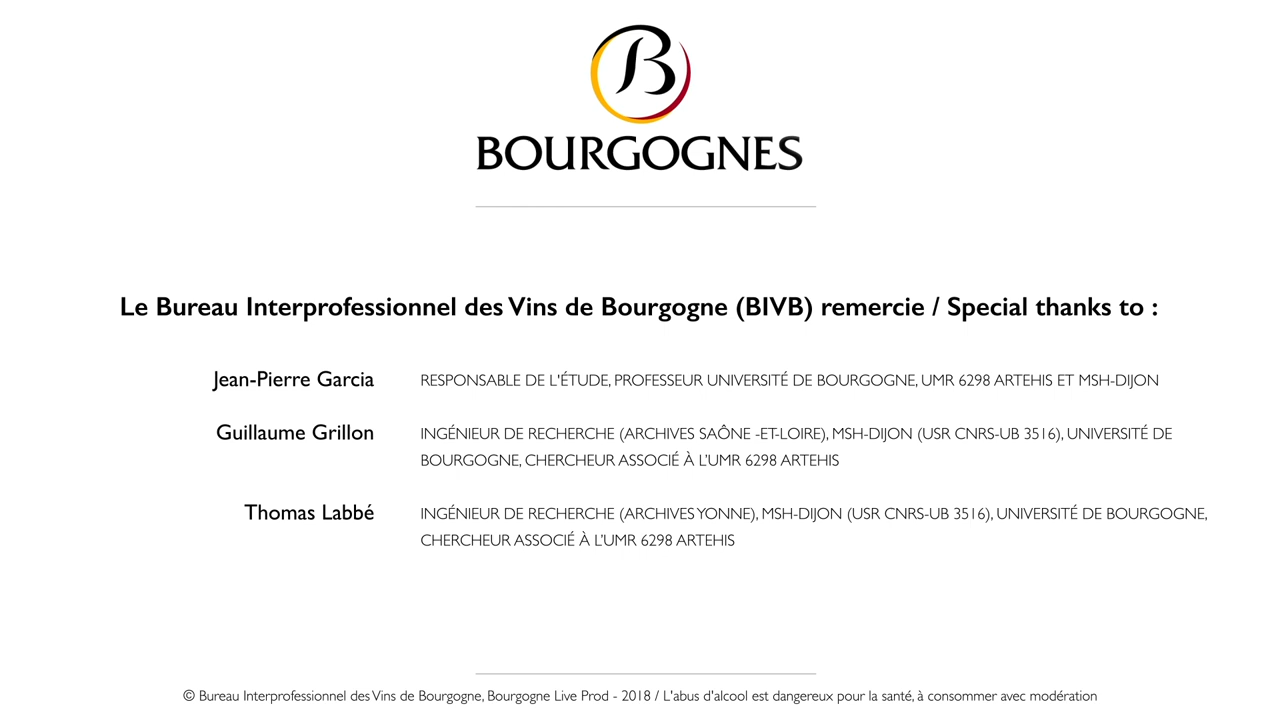 B
BOURGOGNES
Le Bureau Interprofessionnel des Vins de Bourgogne (BIVB) remercie / Special thanks to :
Jean-Pierre Garcia RESPONSABLE DE L'ÉTUDE, PROFESSEUR UNIVERSITÉ DE BOURGOGNE, UMR 6298 ARTEHIS ET MSH-DIJON
Guillaume Grillon INGÉNIEUR DE RECHERCHE (ARCHIVES SAÔNE -ET-LOIRE), MSH-DIJON (USR CNRS-UB 3516), UNIVERSITÉ DE
BOURGOGNE, CHERCHEUR ASSOCIÉ À L’UMR 6298 ARTEHIS
Thomas Labbé INGÉNIEUR DE RECHERCHE (ARCHIVES YONNE), MSH-DIJON (USR CNRS-UB 3516), UNIVERSITÉ DE BOURGOGNE,
CHERCHEUR ASSOCIÉ À L’UMR 6298 ARTEHIS
© Bureau Interprofessionnel des Vins de Bourgogne, Bourgogne Live Prod - 2018 / L'abus d'alcool est dangereux pour la santé, à consommer avec modération